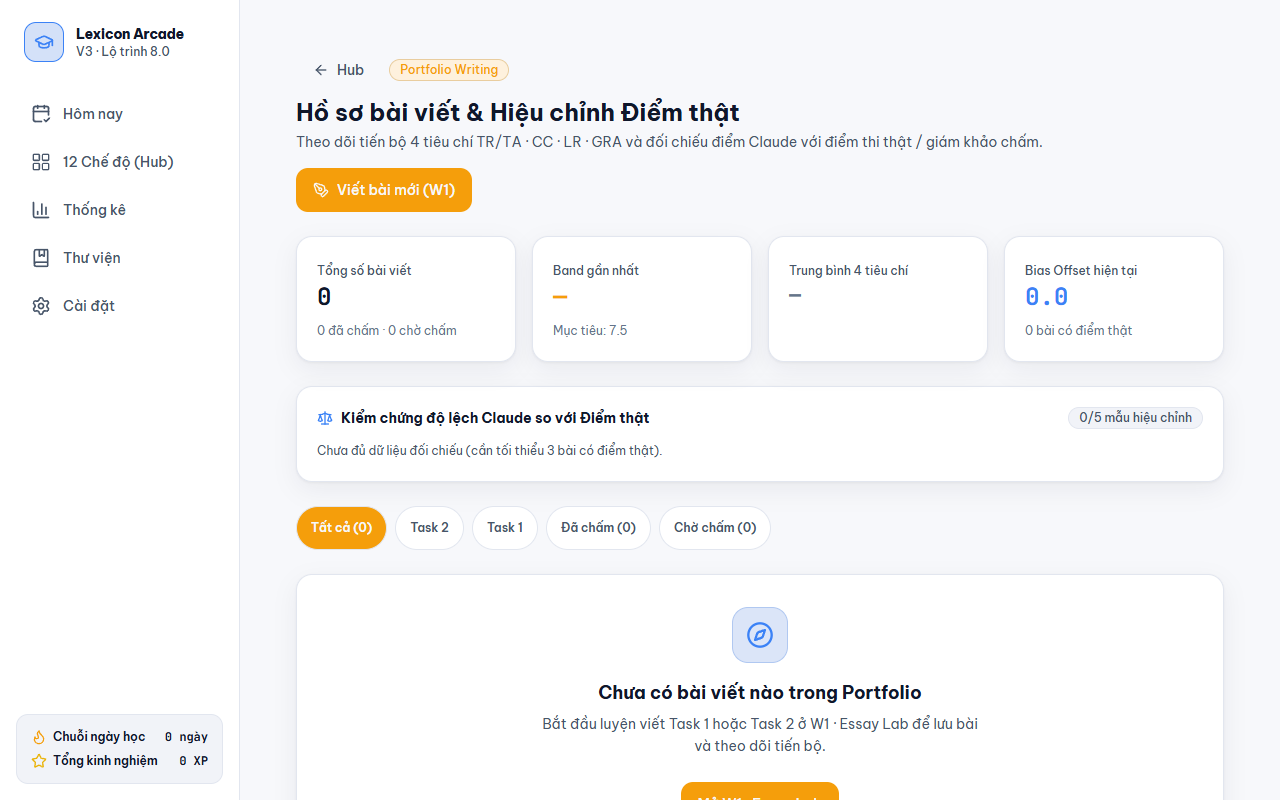 Lexicon Arcade
V3 · Lộ trình 8.0
Hôm nay
12 Chế độ (Hub)
Thống kê
Thư viện
Cài đặt
Chuỗi ngày học 0 ngày
Tổng kinh nghiệm 0 XP
Hub
Portfolio Writing
Hồ sơ bài viết & Hiệu chỉnh Điểm thật
Theo dõi tiến bộ 4 tiêu chí TR/TA · CC · LR · GRA và đối chiếu điểm Claude với điểm thi thật / giám khảo chấm.
Viết bài mới (W1)
Tổng số bài viết
0
0 đã chấm · 0 chờ chấm
Band gần nhất
—
Mục tiêu: 7.5
Trung bình 4 tiêu chí
—
Bias Offset hiện tại
0.0
0 bài có điểm thật
Kiểm chứng độ lệch Claude so với Điểm thật
0/5 mẫu hiệu chỉnh
Chưa đủ dữ liệu đối chiếu (cần tối thiểu 3 bài có điểm thật).
Tất cả (0)
Task 2
Task 1
Đã chấm (0)
Chờ chấm (0)
Chưa có bài viết nào trong Portfolio
Bắt đầu luyện viết Task 1 hoặc Task 2 ở W1 · Essay Lab để lưu bài
và theo dõi tiến bộ.